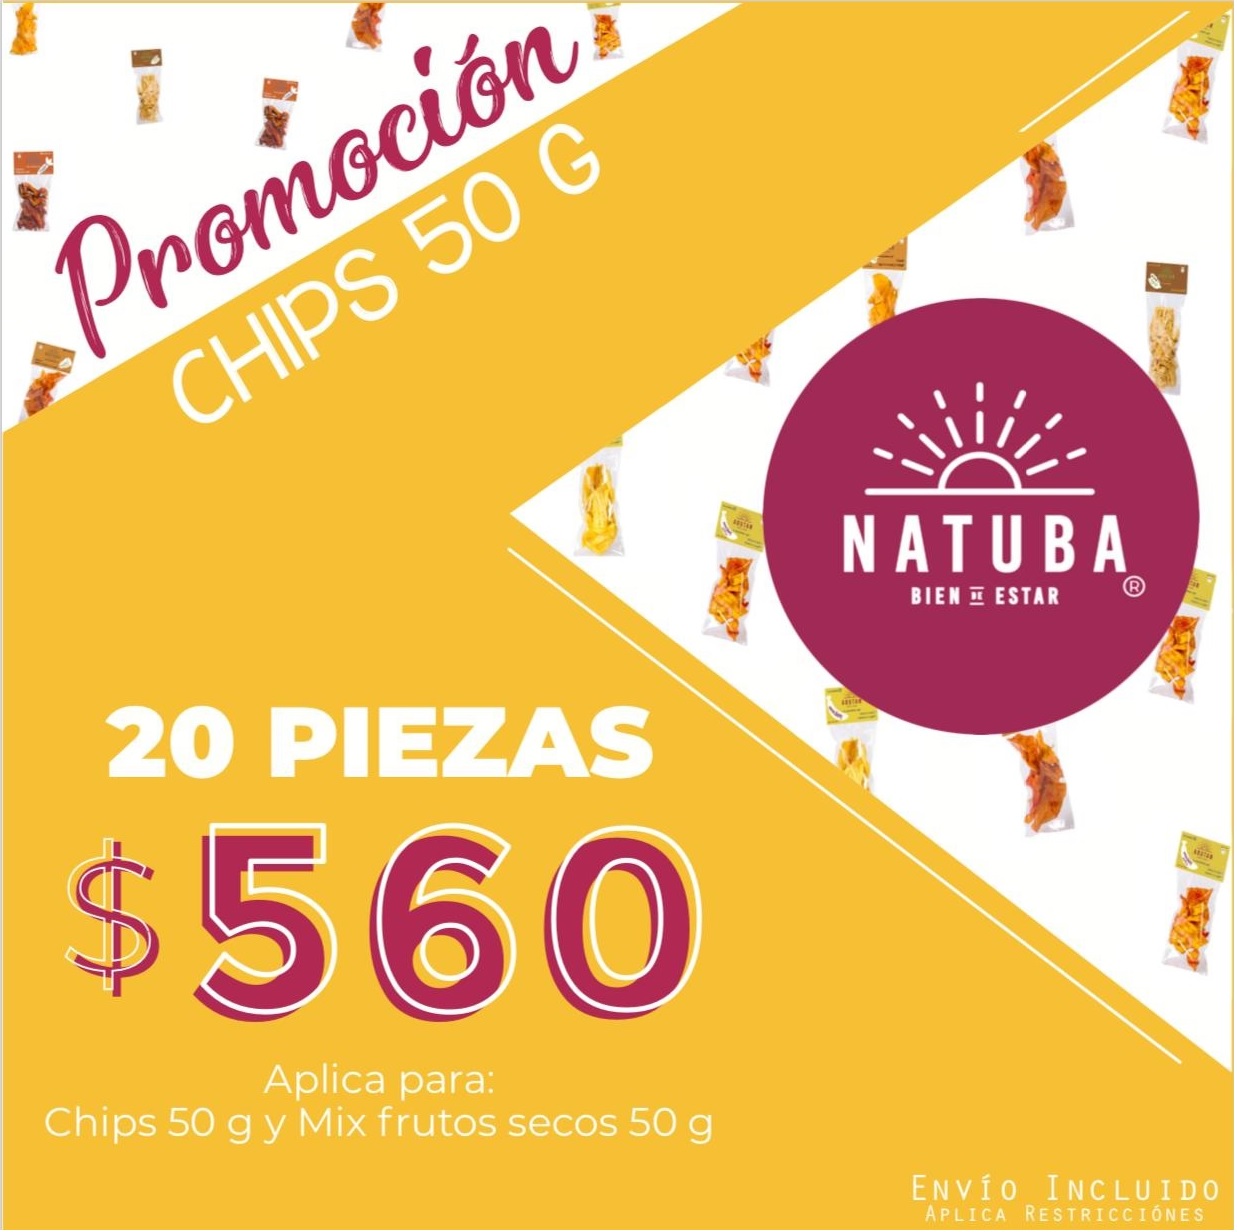 Promoción
CHIPS 50 G
NATUBA®
BIEN DE ESTAR
20 PIEZAS
$560
Aplica para:
Chips 50 g y Mix frutos secos 50 g
ENVÍO INCLUIDO
APLICA RESTRICCIÓNES